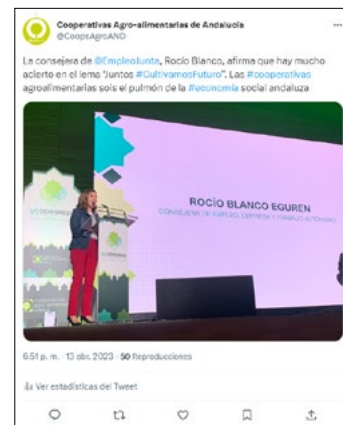 Cooperativas Agro-alimentarias de Andalucía
@CoopsAgroAND
La consejera de @EmpleoJunta, Rocío Blanco, afirma que hay mucho
acierto en el lema "Juntos #CultivamosFuturo". Las #cooperativas
agroalimentarias sois el pulmón de la #economía social andaluza
ROCÍO BLANCO EGUREN
CONSEJERA DE EMPLEO, EMPRESA Y TRABAJO AUTÓNOMO
VI CONGRESO
6:51 p. m. · 13 abr. 2023 · 50 Reproducciones
Ver estadísticas del Tweet